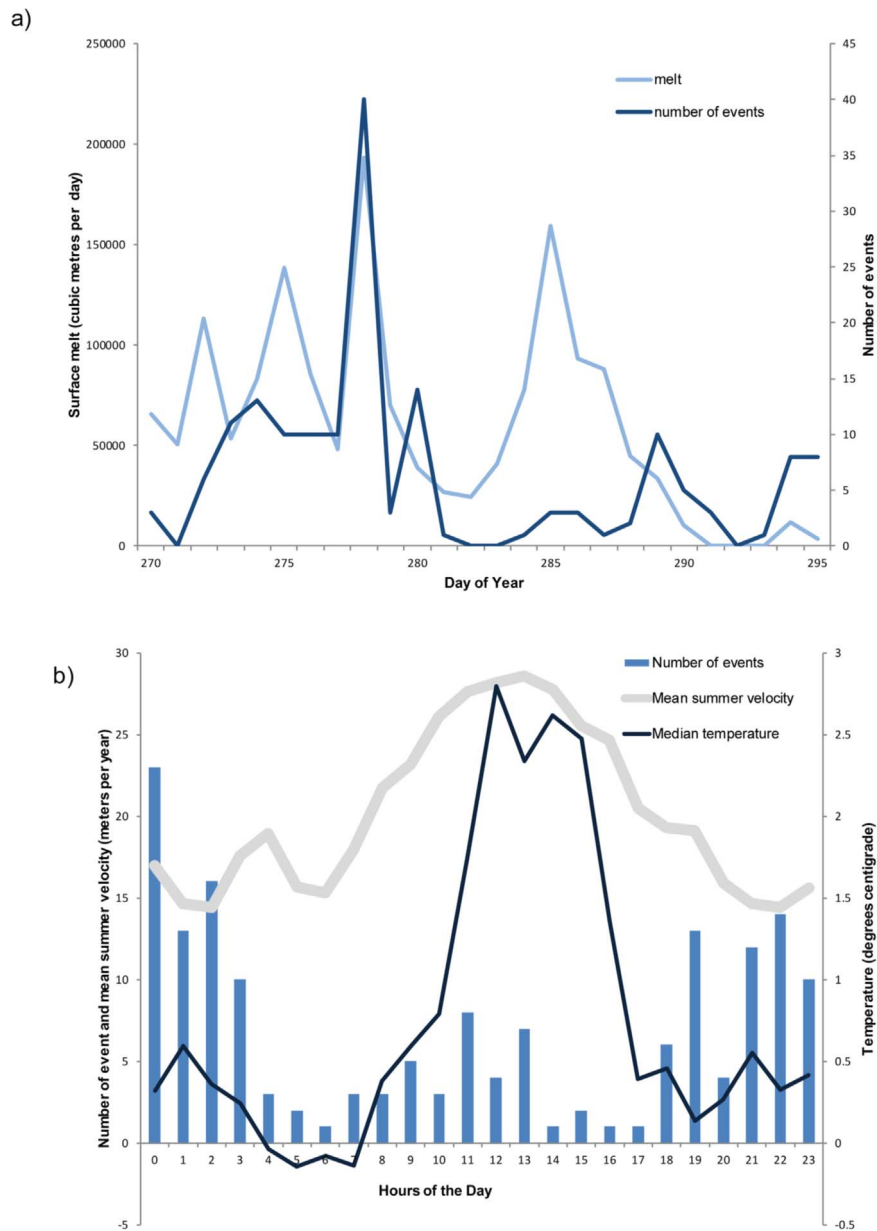 a)
250000
200000
150000
100000
50000
0
45
40
35
30
25
20
15
10
5
0
melt
number of events
Surface melt (cubic metres per day)
Number of events
270 275 280 285 290 295
Day of Year
b)
30
25
20
15
10
5
0
-5
3
2.5
2
1.5
1
0.5
0
-0.5
Number of events
Mean summer velocity
Median temperature
Number of event and mean summer velocity (meters per year)
Temperature (degrees centigrade)
0 1 2 3 4 5 6 7 8 9 10 11 12 13 14 15 16 17 18 19 20 21 22 23
Hours of the Day